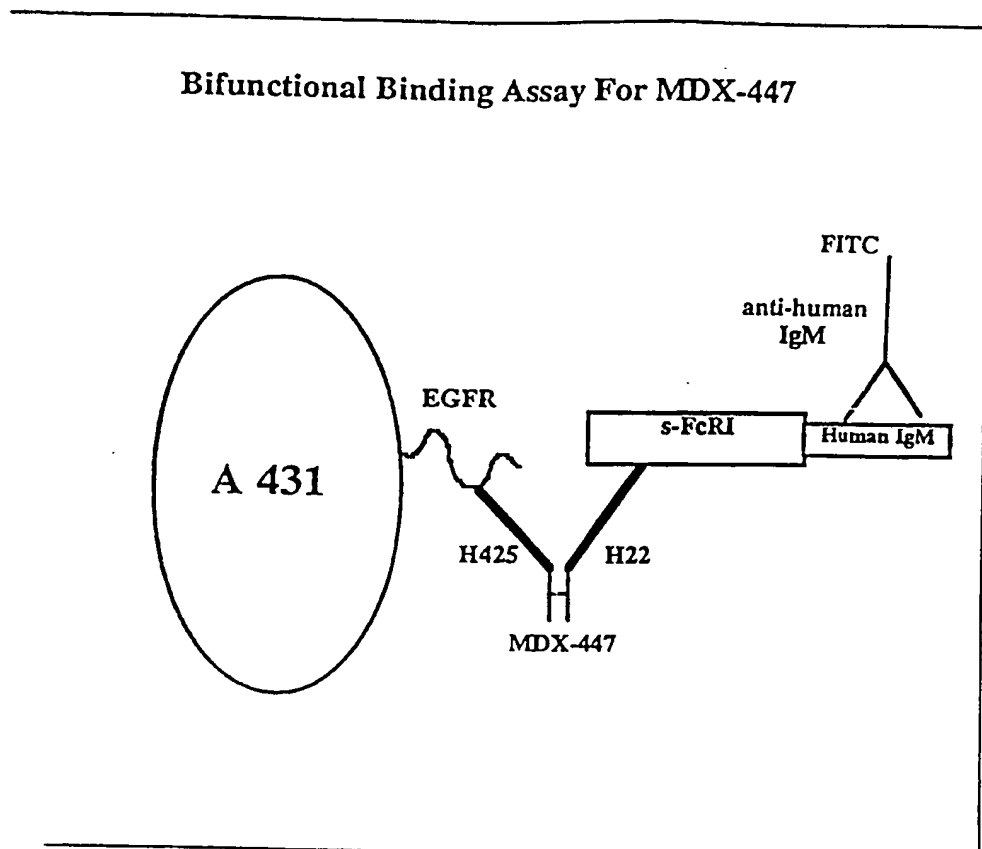 Bifunctional Binding Assay For MDX-447
FITC
anti-human
IgM
EGFR
s-FcRI
Human IgM
A 431
H425
H22
MDX-447